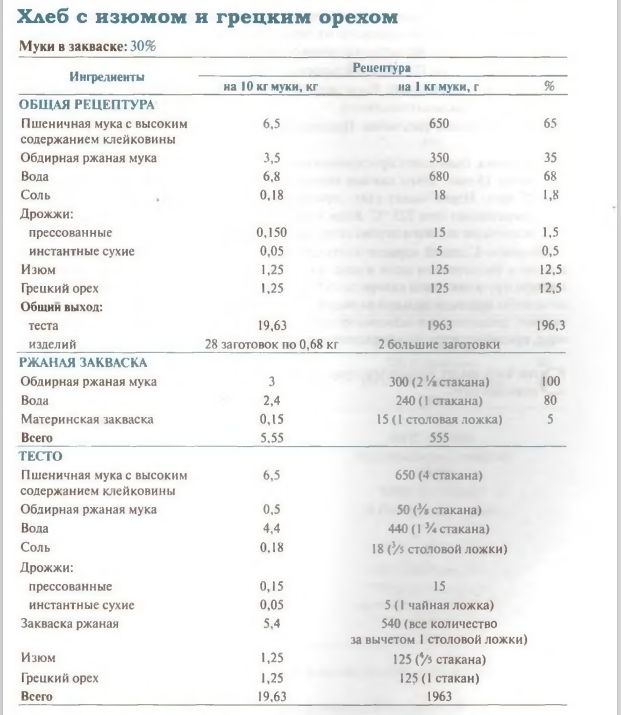 Хлеб с изюмом и грецким орехом
Муки в закваске: 30%
Ингредиенты Рецептура
на 10 кг муки, кг на 1 кг муки, г %
ОБЩАЯ РЕЦЕПТУРА
Пшеничная мука с высоким 6,5 650 65
содержанием клейковины
Обдирная ржаная мука 3,5 350 35
Вода 6,8 680 68
Соль 0,18 18 1,8
Дрожжи:
прессованные 0,150 15 1,5
инстантные сухие 0,05 5 0,5
Изюм 1,25 125 12,5
Грецкий орех 1,25 125 12,5
Общий выход:
теста 19,63 1963 196,3
изделий 28 заготовок по 0,68 кг 2 большие заготовки
РЖАНАЯ ЗАКВАСКА
Обдирная ржаная мука 3 300 (2 ¼ стакана) 100
Вода 2,4 240 (1 стакана) 80
Материнская закваска 0,15 15 (1 столовая ложка) 5
Всего 5,55 555
ТЕСТО
Пшеничная мука с высоким 6,5 650 (4 стакана)
содержанием клейковины
Обдирная ржаная мука 0,5 50 (⅜ стакана)
Вода 4,4 440 (1 ¾ стакана)
Соль 0,18 18 (⅗ столовой ложки)
Дрожжи:
прессованные 0,15 15
инстантные сухие 0,05 5 (1 чайная ложка)
Закваска ржаная 5,4 540 (все количество
за вычетом 1 столовой ложки)
Изюм 1,25 125 (⅘ стакана)
Грецкий орех 1,25 125 (1 стакан)
Всего 19,63 1963